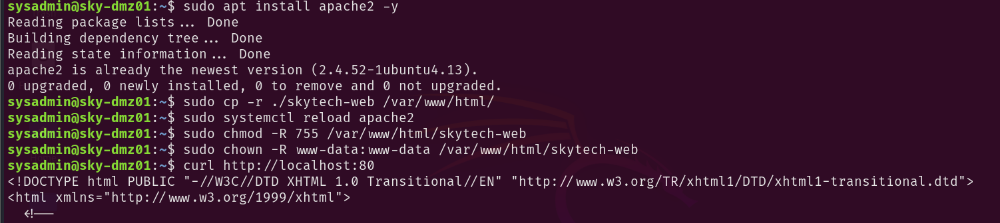 sysadmin@sky-dmz01:~$ sudo apt install apache2 -y
Reading package lists... Done
Building dependency tree... Done
Reading state information... Done
apache2 is already the newest version (2.4.52-1ubuntu4.13).
0 upgraded, 0 newly installed, 0 to remove and 0 not upgraded.
sysadmin@sky-dmz01:~$ sudo cp -r ./skytech-web /var/www/html/
sysadmin@sky-dmz01:~$ sudo systemctl reload apache2
sysadmin@sky-dmz01:~$ sudo chmod -R 755 /var/www/html/skytech-web
sysadmin@sky-dmz01:~$ sudo chown -R www-data:www-data /var/www/html/skytech-web
sysadmin@sky-dmz01:~$ curl http://localhost:80
<!DOCTYPE html PUBLIC "-//W3C//DTD XHTML 1.0 Transitional//EN" "http://www.w3.org/TR/xhtml1/DTD/xhtml1-transitional.dtd">
<html xmlns="http://www.w3.org/1999/xhtml">
  <!--